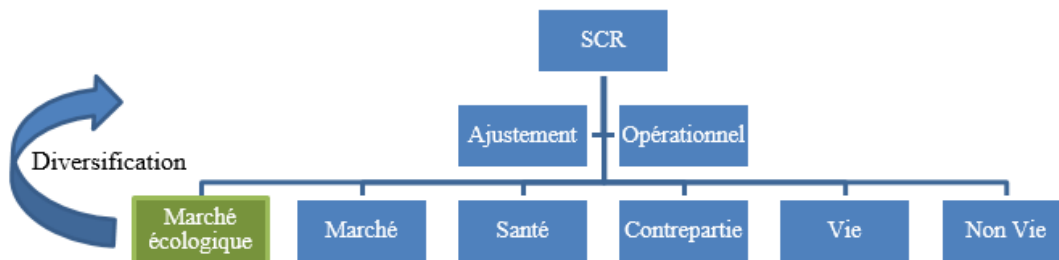 SCR
Ajustement
Opérationnel
Diversification
Marché
écologique
Marché
Santé
Contrepartie
Vie
Non Vie